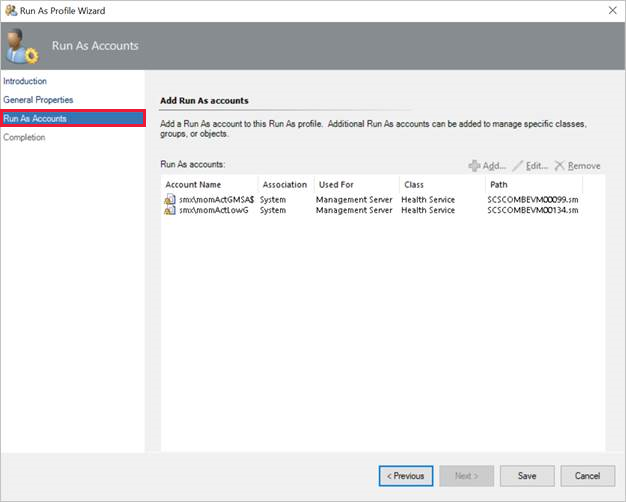 Run As Profile Wizard
Run As Accounts
Introduction
General Properties
Run As Accounts
Completion
Add Run As accounts
Add a Run As account to this Run As profile.  Additional Run As accounts can be added to manage specific classes,
groups, or objects.
Run As accounts:
Add... Edit... Remove
Account Name Association Used For Class Path
smx\momActGMSA$ System Management Server Health Service SCSCOMBEVM00099.sm
smx\momActLowG System Management Server Health Service SCSCOMBEVM00134.sm
< Previous Next > Save Cancel